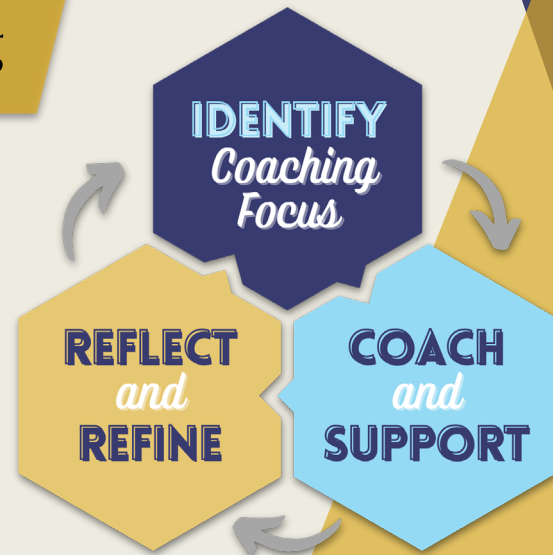 IDENTIFY
Coaching
Focus
REFLECT
and
REFINE
COACH
and
SUPPORT